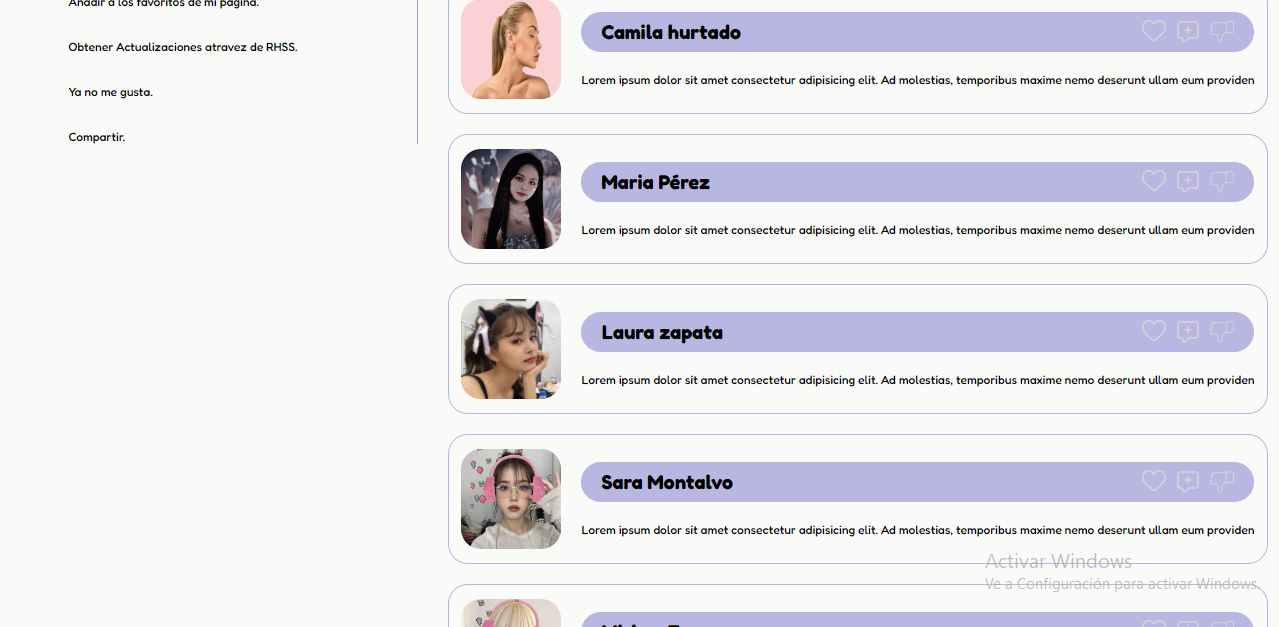 Añadir a los favoritos de mi pagina.
Obtener Actualizaciones atravez de RHSS.
Ya no me gusta.
Compartir.
Camila hurtado
Lorem ipsum dolor sit amet consectetur adipisicing elit. Ad molestias, temporibus maxime nemo deserunt ullam eum providen
Maria Pérez
Lorem ipsum dolor sit amet consectetur adipisicing elit. Ad molestias, temporibus maxime nemo deserunt ullam eum providen
Laura zapata
Lorem ipsum dolor sit amet consectetur adipisicing elit. Ad molestias, temporibus maxime nemo deserunt ullam eum providen
Sara Montalvo
Lorem ipsum dolor sit amet consectetur adipisicing elit. Ad molestias, temporibus maxime nemo deserunt ullam eum providen
Activar Windows
Ve a Configuración para activar Windows.